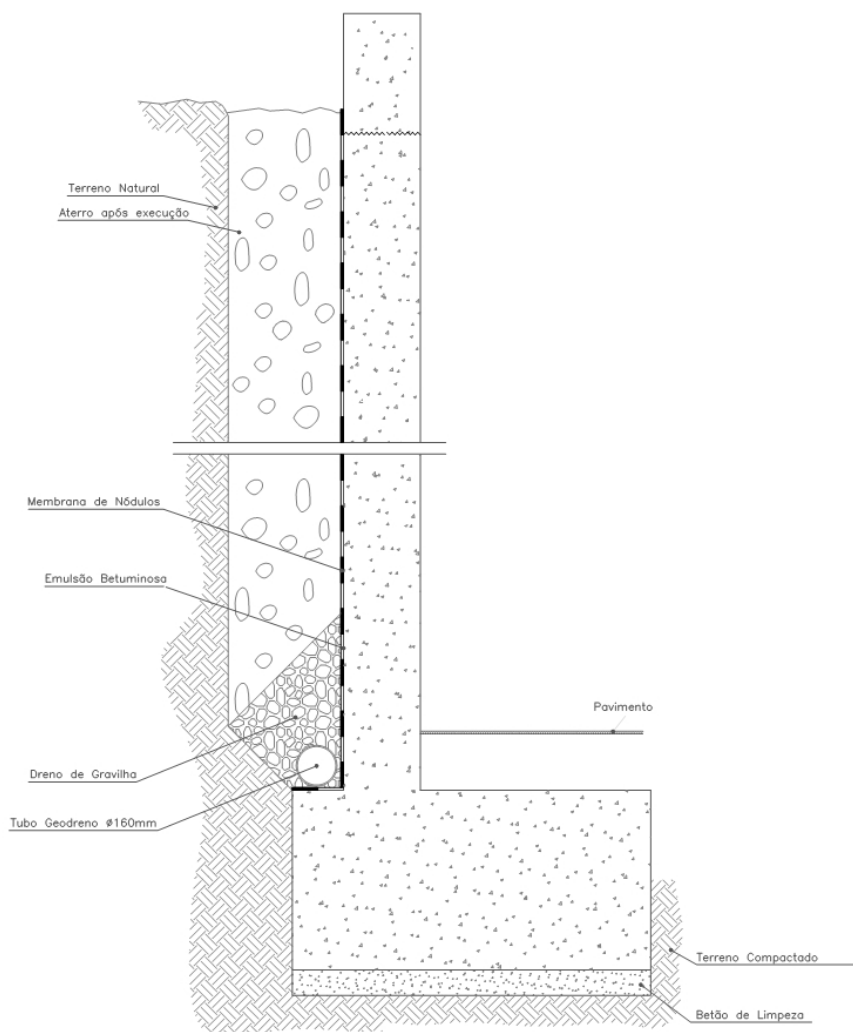 Terreno Natural
Aterro após execução
Membrana de Nódulos
Emulsão Betuminosa
Pavimento
Dreno de Gravilha
Tubo Geodreno Ø160mm
Terreno Compactado
Betão de Limpeza